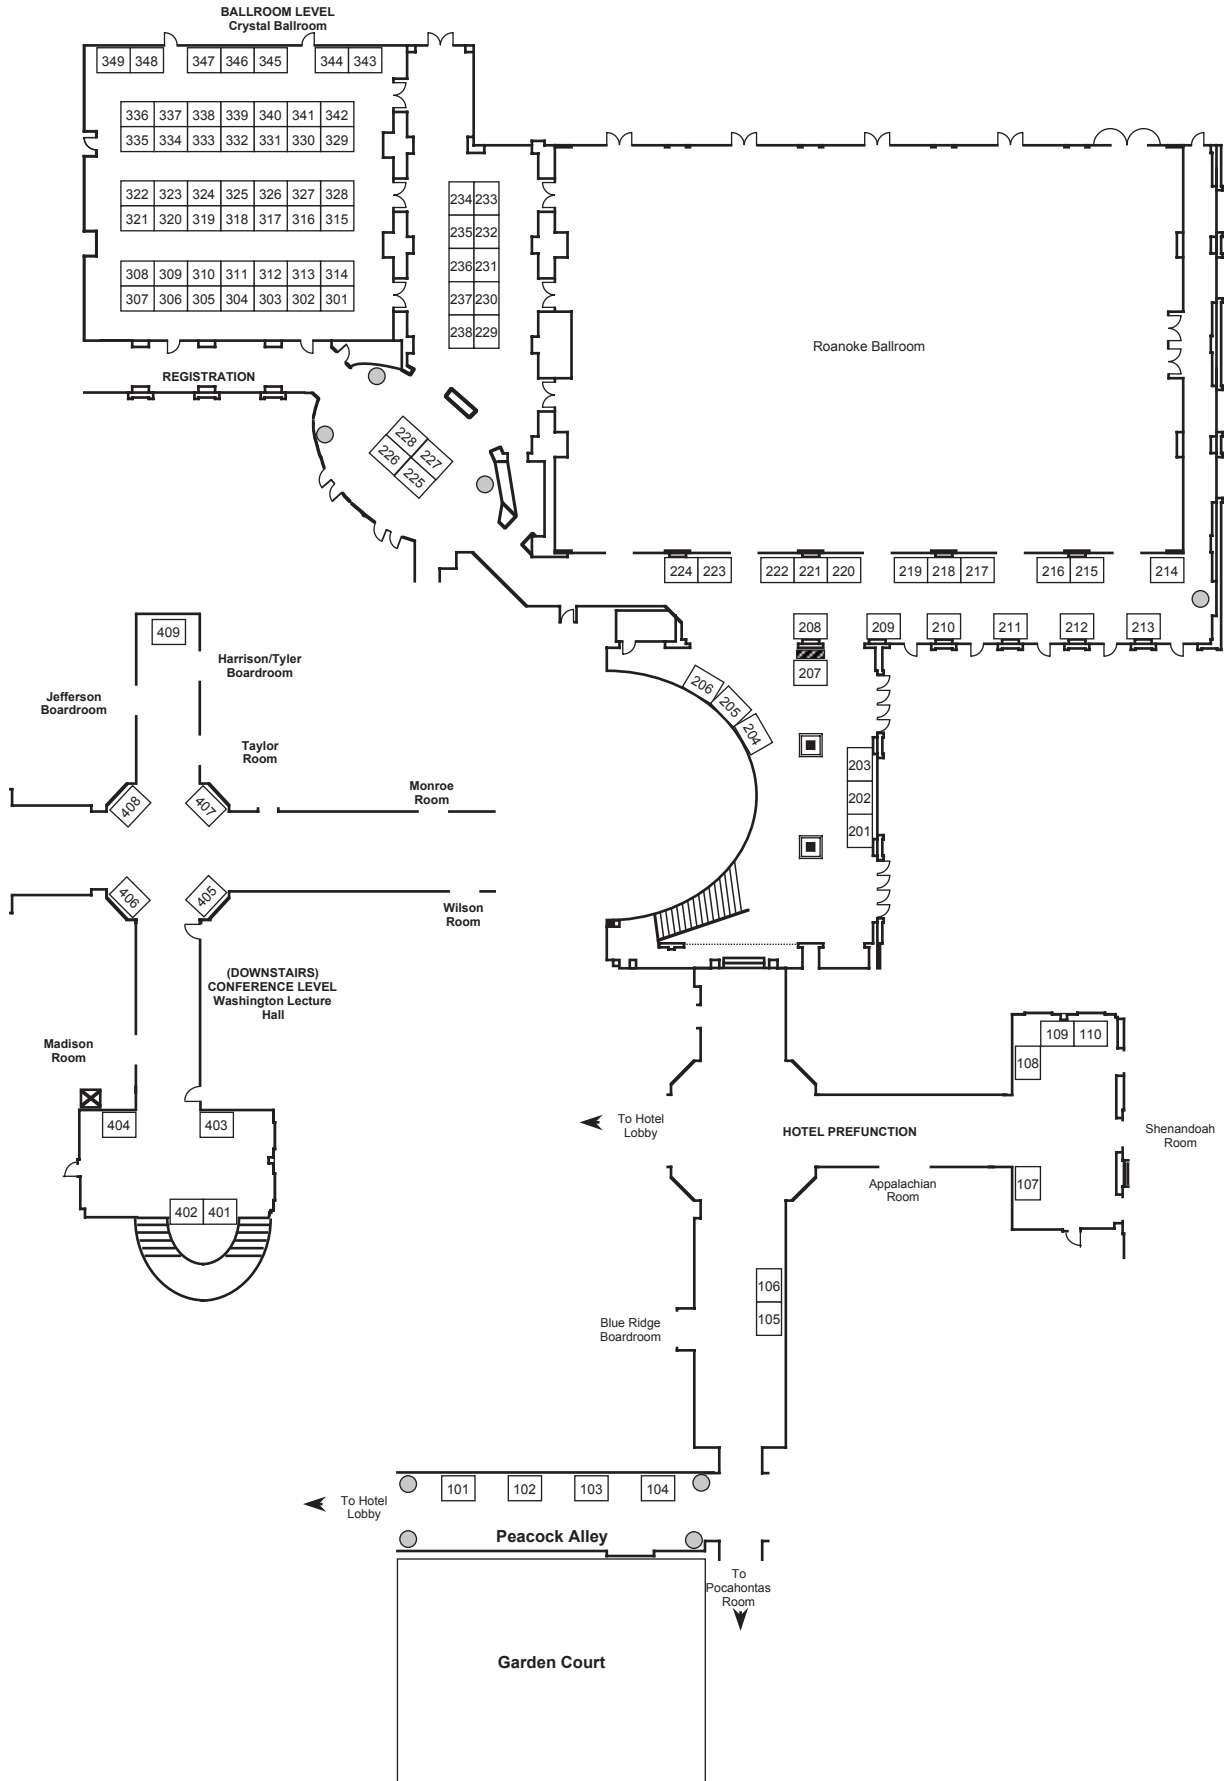 BALLROOM LEVEL
Crystal Ballroom
349 348 347 346 345 344 343
336 337 338 339 340 341 342
335 334 333 332 331 330 329
322 323 324 325 326 327 328
321 320 319 318 317 316 315
308 309 310 311 312 313 314
307 306 305 304 303 302 301
234 233
235 232
236 231
237 230
238 229
Roanoke Ballroom
REGISTRATION
228
227
226
225
224 223 222 221 220 219 218 217 216 215 214
208 209 210 211 212 213
207
206
205
204
203
202
201
409
Harrison/Tyler
Boardroom
Jefferson
Boardroom
Taylor
Room
Monroe
Room
408
407
406
405
Wilson
Room
(DOWNSTAIRS)
CONFERENCE LEVEL
Washington Lecture
Hall
Madison
Room
404 403
402 401
109 110
108
To Hotel
Lobby
HOTEL PREFUNCTION
Shenandoah
Room
Appalachian
Room
107
106
105
Blue Ridge
Boardroom
101 102 103 104
To Hotel
Lobby
Peacock Alley
To
Pocahontas
Room
Garden Court